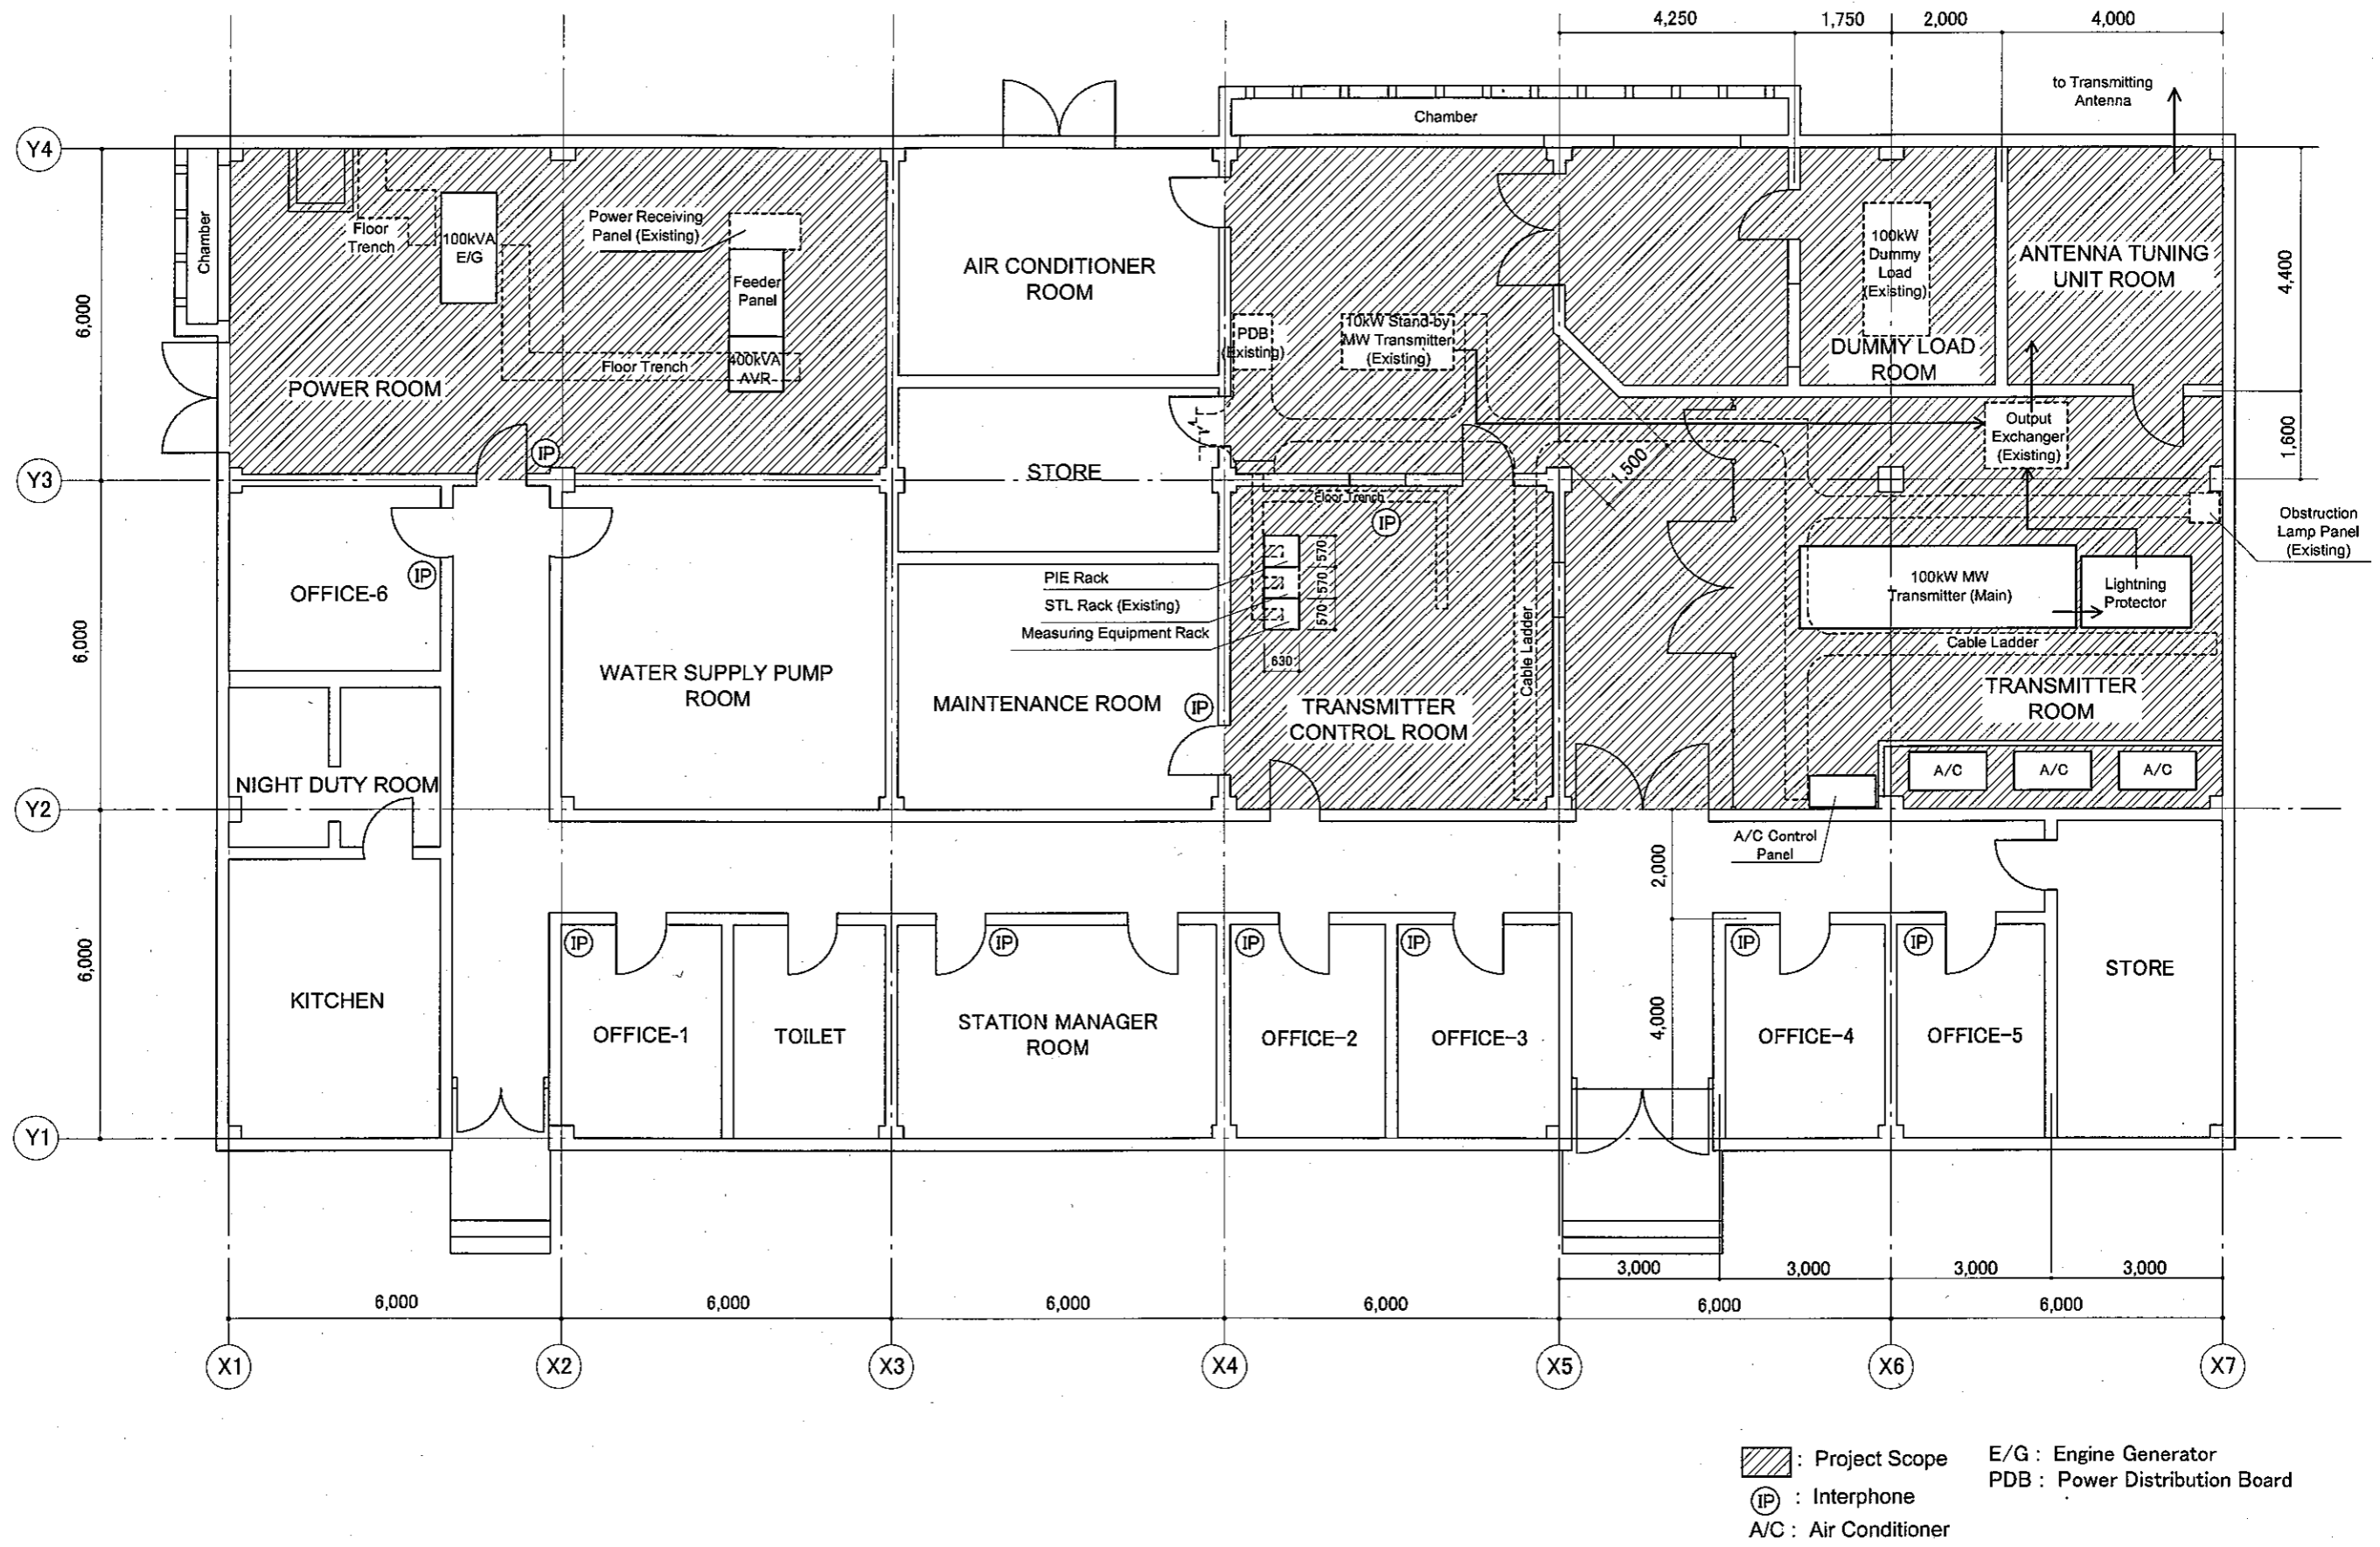 4,250
1,750
2,000
4,000
to Transmitting
Antenna
Chamber
Y4
Chamber
Floor
Trench
100kVA
E/G
Power Receiving
Panel (Existing)
Feeder
Panel
400kVA
AVR
Floor Trench
POWER ROOM
6,000
AIR CONDITIONER
ROOM
PDB
(Existing)
10kW Stand-by
MW Transmitter
(Existing)
100kW
Dummy
Load
(Existing)
DUMMY LOAD
ROOM
ANTENNA TUNING
UNIT ROOM
4,400
Output
Exchanger
(Existing)
1,600
1,500
IP
Y3
STORE
Floor Trench
IP
Obstruction
Lamp Panel
(Existing)
OFFICE-6
IP
6,000
WATER SUPPLY PUMP
ROOM
PIE Rack
STL Rack (Existing)
Measuring Equipment Rack
570
570
570
630
MAINTENANCE ROOM
IP
TRANSMITTER
CONTROL ROOM
Cable Ladder
100kW MW
Transmitter (Main)
Lightning
Protector
Cable Ladder
TRANSMITTER
ROOM
NIGHT DUTY ROOM
A/C
A/C
A/C
Y2
A/C Control
Panel
2,000
6,000
KITCHEN
IP
OFFICE-1
TOILET
IP
STATION MANAGER
ROOM
IP
OFFICE-2
IP
OFFICE-3
4,000
IP
OFFICE-4
IP
OFFICE-5
STORE
Y1
3,000
3,000
3,000
3,000
6,000
6,000
6,000
6,000
6,000
6,000
X1
X2
X3
X4
X5
X6
X7
: Project Scope
E/G : Engine Generator
PDB : Power Distribution Board
IP : Interphone
A/C : Air Conditioner